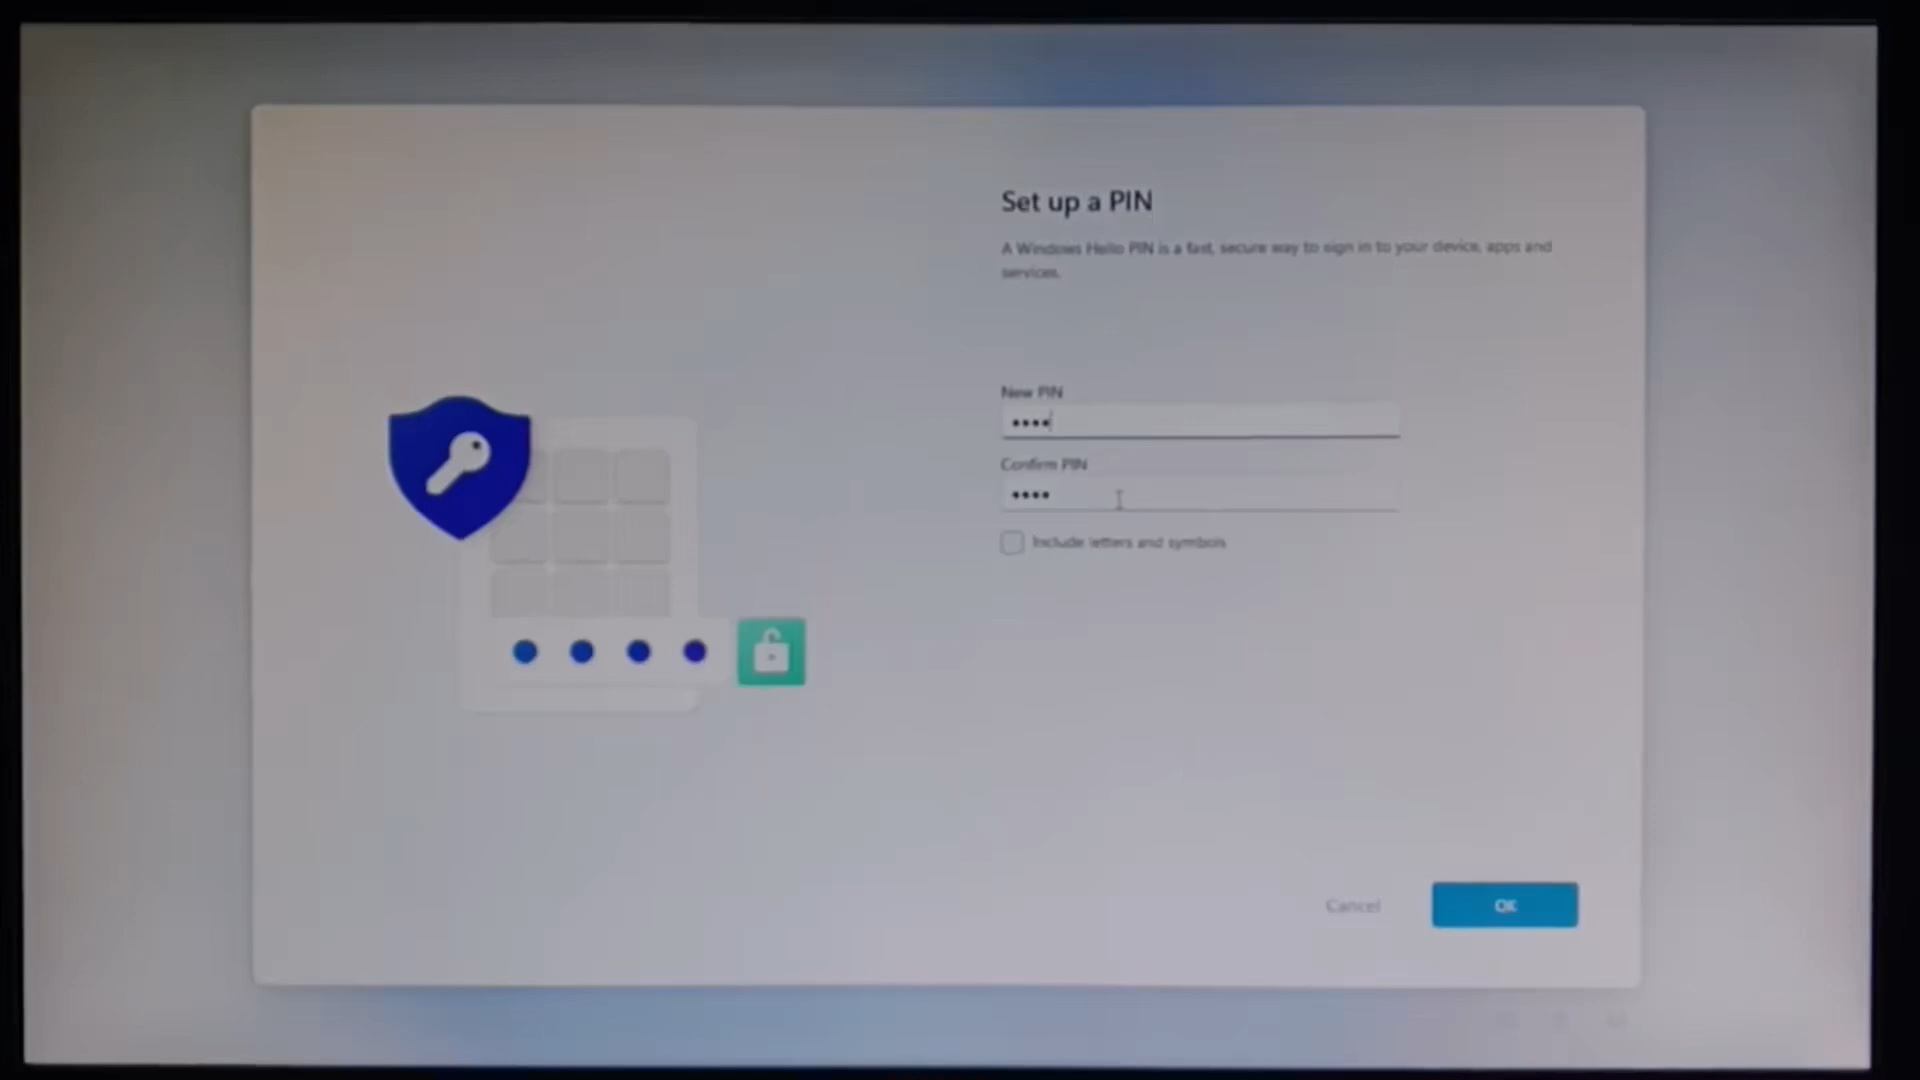 Set up a PIN
A Windows Hello PIN is a fast, secure way to sign in to your device, apps and
services.
New PIN
••••
Confirm PIN
••••
Include letters and symbols
Cancel
OK